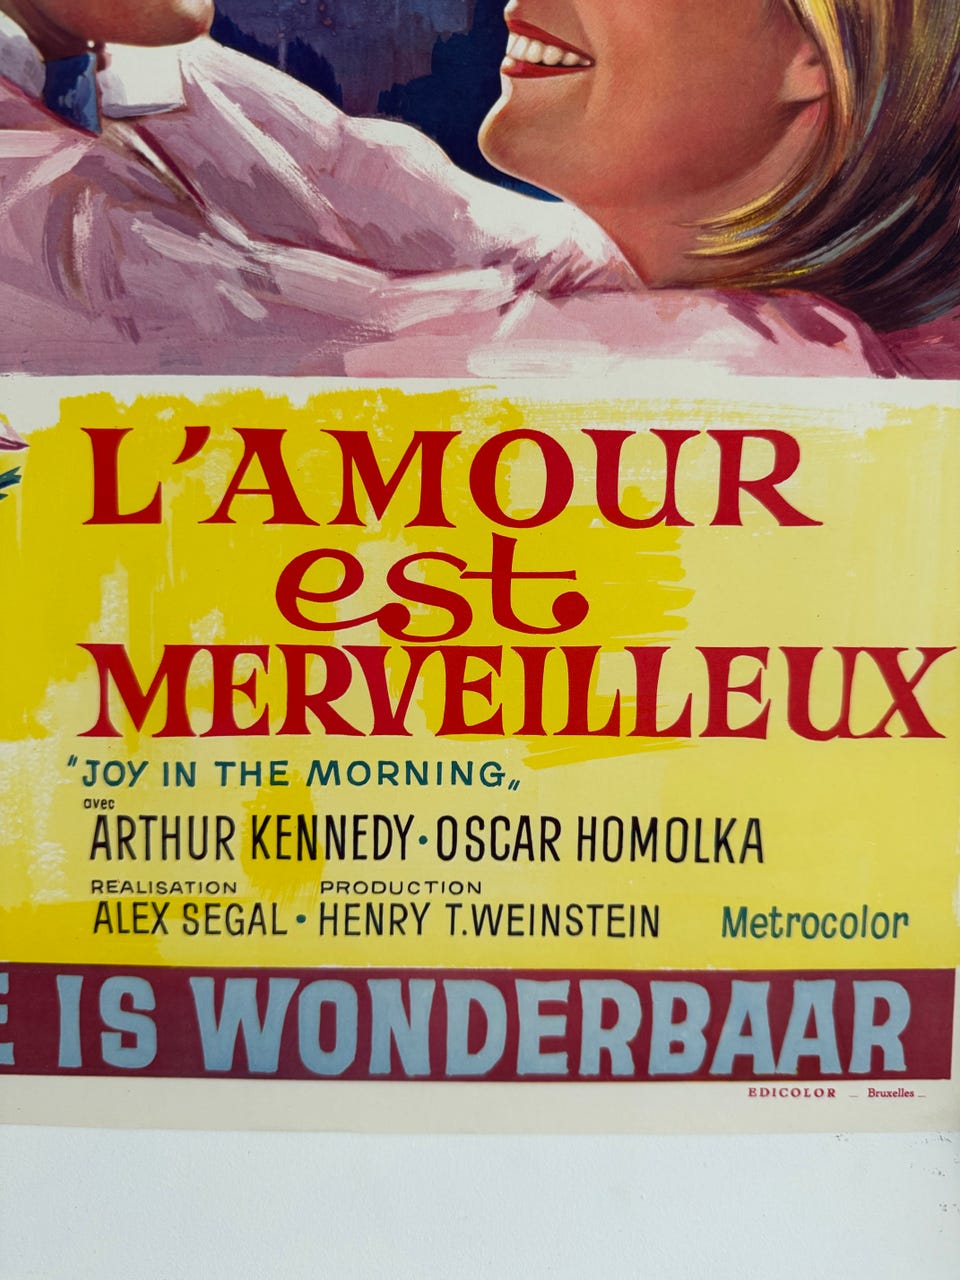 L'AMOUR
est
MERVEILLEUX
"JOY IN THE MORNING„
avec
ARTHUR KENNEDY · OSCAR HOMOLKA
REALISATION PRODUCTION
ALEX SEGAL · HENRY T. WEINSTEIN Metrocolor
IS WONDERBAAR
EDICOLOR _ Bruxelles _